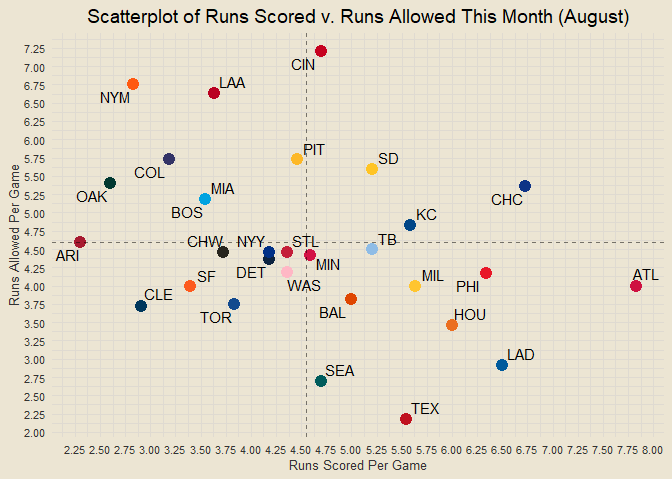 Scatterplot of Runs Scored v. Runs Allowed This Month (August)
Runs Allowed Per Game
7.25
7.00
6.75
6.50
6.25
6.00
5.75
5.50
5.25
5.00
4.75
4.50
4.25
4.00
3.75
3.50
3.25
3.00
2.75
2.50
2.25
2.00
CIN
LAA
NYM
PIT
SD
COL
MIA
OAK
CHC
BOS
KC
CHW
NYY
STL
TB
ARI
MIN
DET
SF
WAS
MIL
PHI
ATL
CLE
TOR
BAL
HOU
LAD
SEA
TEX
2.25 2.50 2.75 3.00 3.25 3.50 3.75 4.00 4.25 4.50 4.75 5.00 5.25 5.50 5.75 6.00 6.25 6.50 6.75 7.00 7.25 7.50 7.75 8.00
Runs Scored Per Game